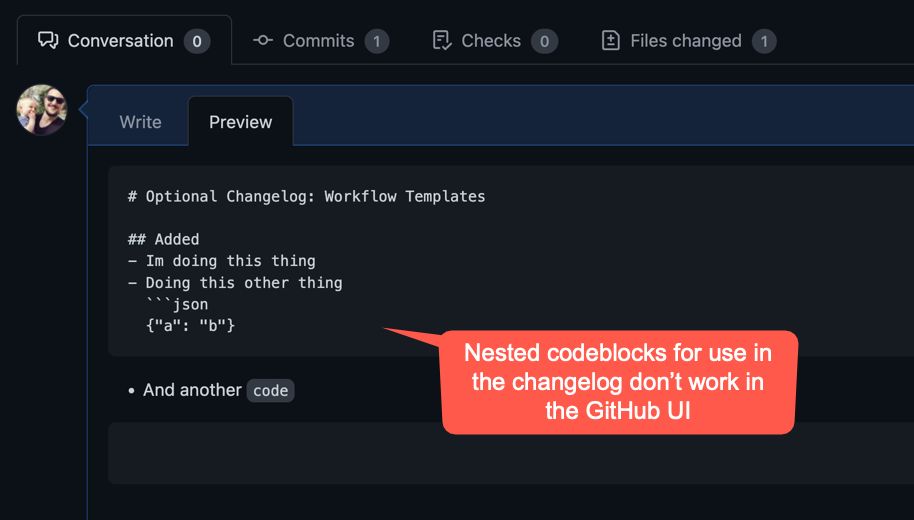 Conversation 0 Commits 1 Checks 0 Files changed 1
Write Preview
# Optional Changelog: Workflow Templates
## Added
- Im doing this thing
- Doing this other thing
```json
{"a": "b"}
Nested codeblocks for use in
the changelog don’t work in
the GitHub UI
• And another code